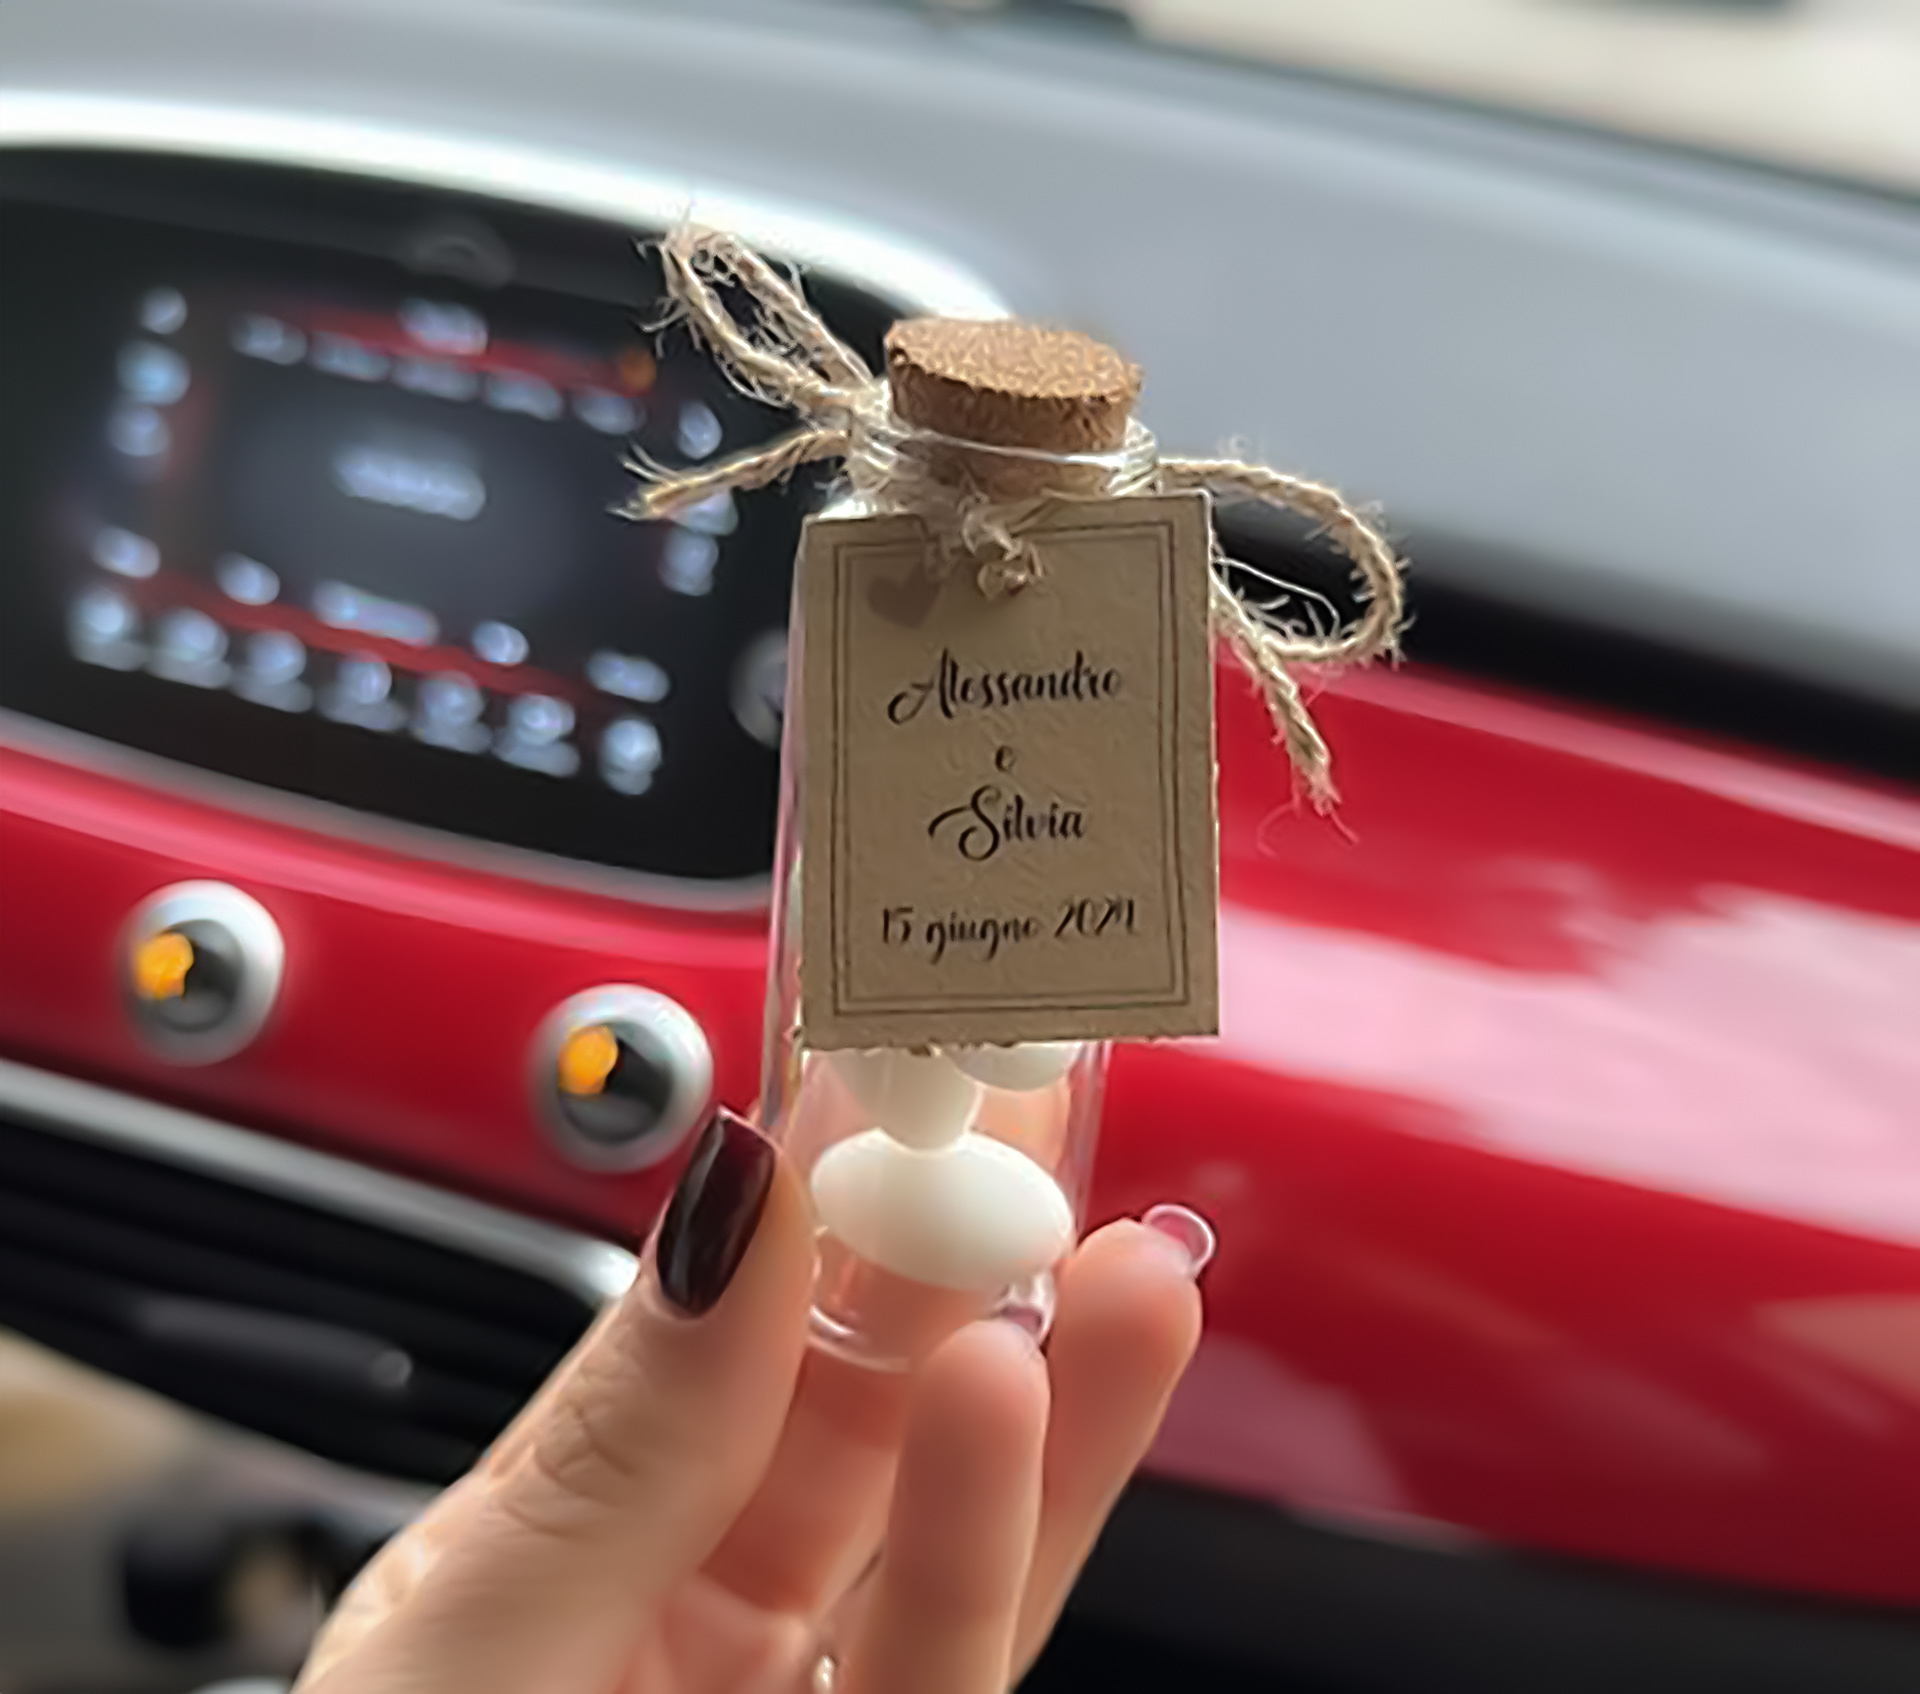 Alessandro
e
Silvia
15 giugno 2024